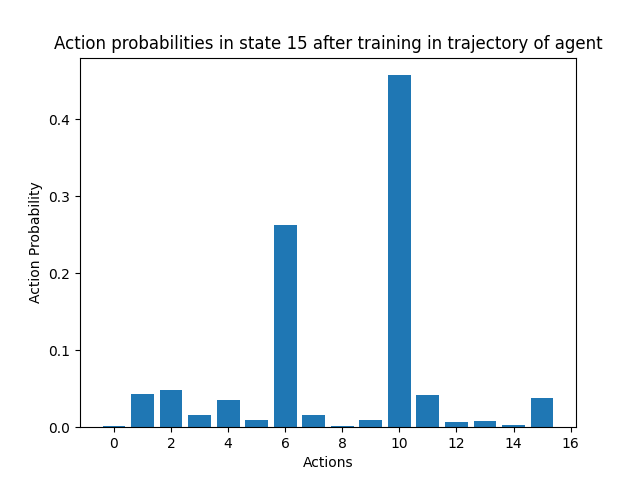 Action probabilities in state 15 after training in trajectory of agent
0.4
0.3
0.2
0.1
0.0
Action Probability
0 2 4 6 8 10 12 14 16
Actions